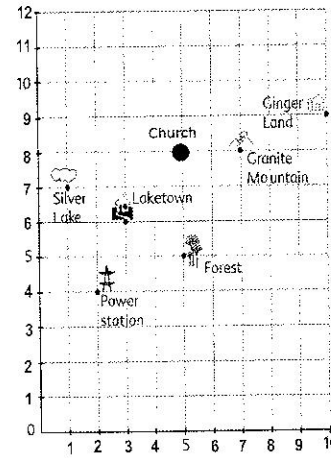 12
11
10
9
8
7
6
5
4
3
2
1
0
Ginger
Land
Church
Granite
Mountain
Silver
Lake
Laketown
Forest
Power
station
1 2 3 4 5 6 7 8 9 10